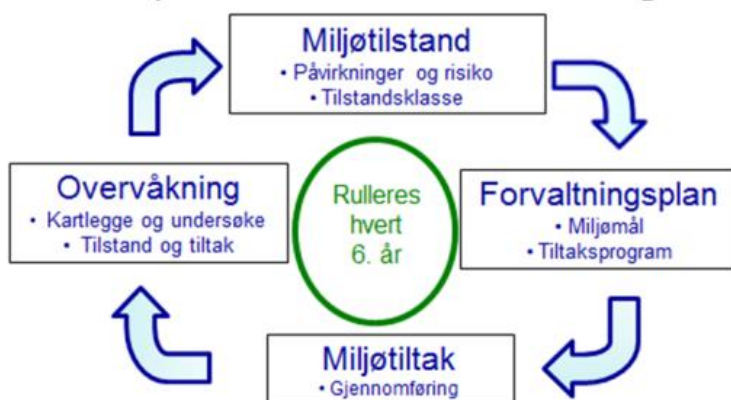 Miljøtilstand
• Påvirkninger og risiko
• Tilstandsklasse
Overvåkning
• Kartlegge og undersøke
• Tilstand og tiltak
Rulleres
hvert
6. år
Forvaltningsplan
• Miljømål
• Tiltaksprogram
Miljøtiltak
• Gjennomføring